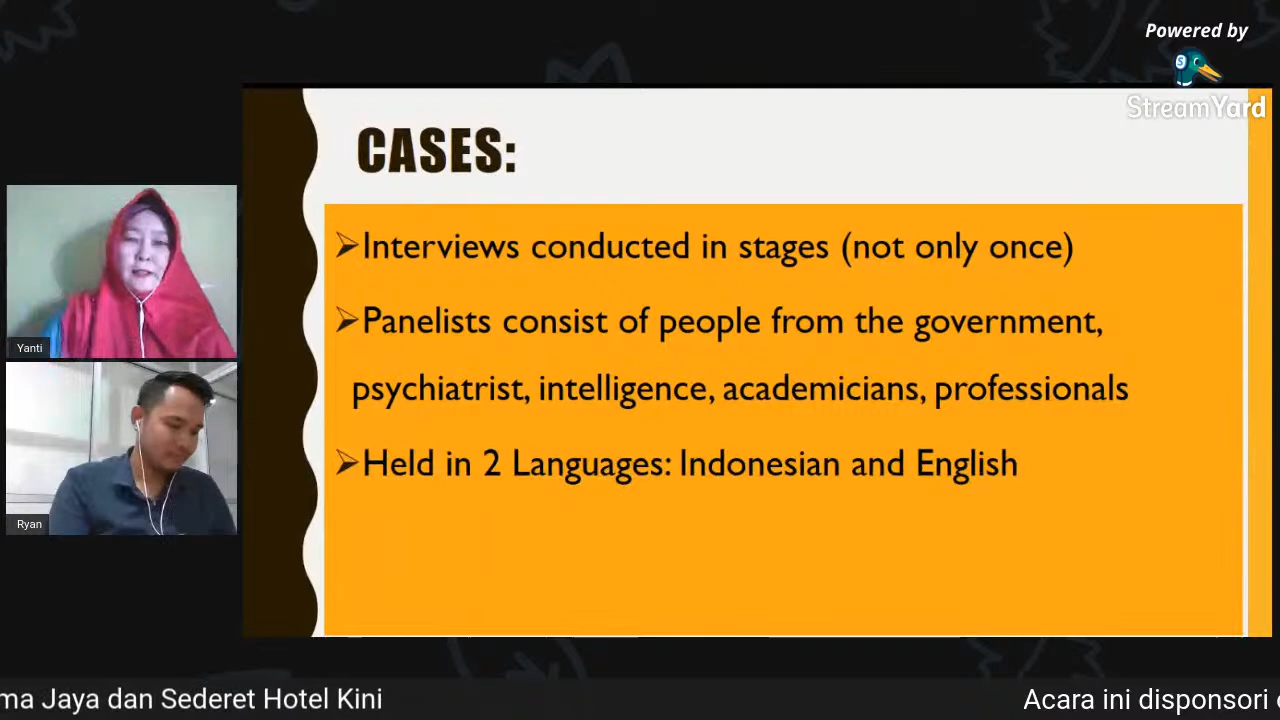 Powered by
StreamYard
CASES:
➢Interviews conducted in stages (not only once)
➢Panelists consist of people from the government,
psychiatrist, intelligence, academicians, professionals
➢Held in 2 Languages: Indonesian and English
Yanti
Ryan
Jaya dan Sederet Hotel Kini
Acara ini disponsori